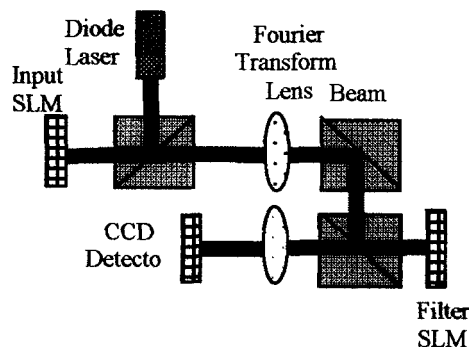 Diode
Laser
Input
SLM
Fourier
Transform
Lens
Beam
CCD
Detecto
Filter
SLM